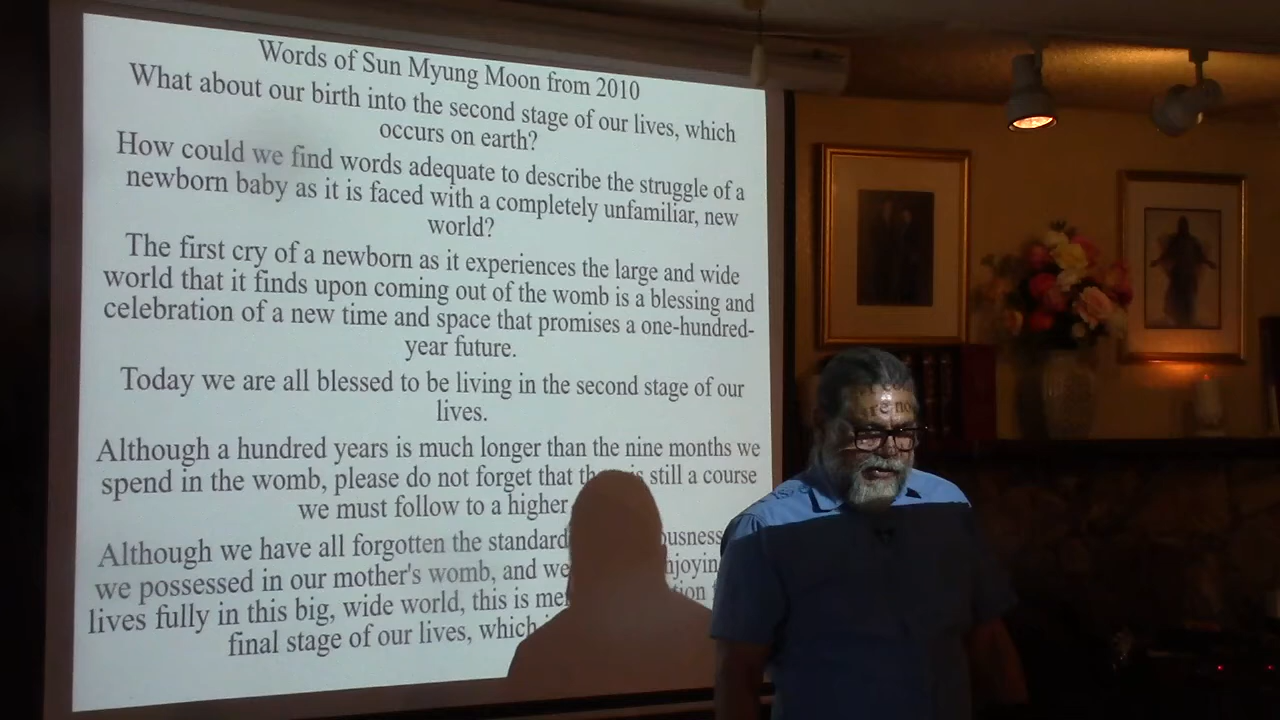 Words of Sun Myung Moon from 2010
What about our birth into the second stage of our lives, which
occurs on earth?
How could we find words adequate to describe the struggle of a
newborn baby as it is faced with a completely unfamiliar, new
world?
The first cry of a newborn as it experiences the large and wide
world that it finds upon coming out of the womb is a blessing and
celebration of a new time and space that promises a one-hundred-
year future.
Today we are all blessed to be living in the second stage of our
lives.
Although a hundred years is much longer than the nine months we
spend in the womb, please do not forget that there is still a course
we must follow to a higher
Although we have all forgotten the standard
we possessed in our mother's womb, and we
lives fully in this big, wide world, this is
final stage of our lives, which
are